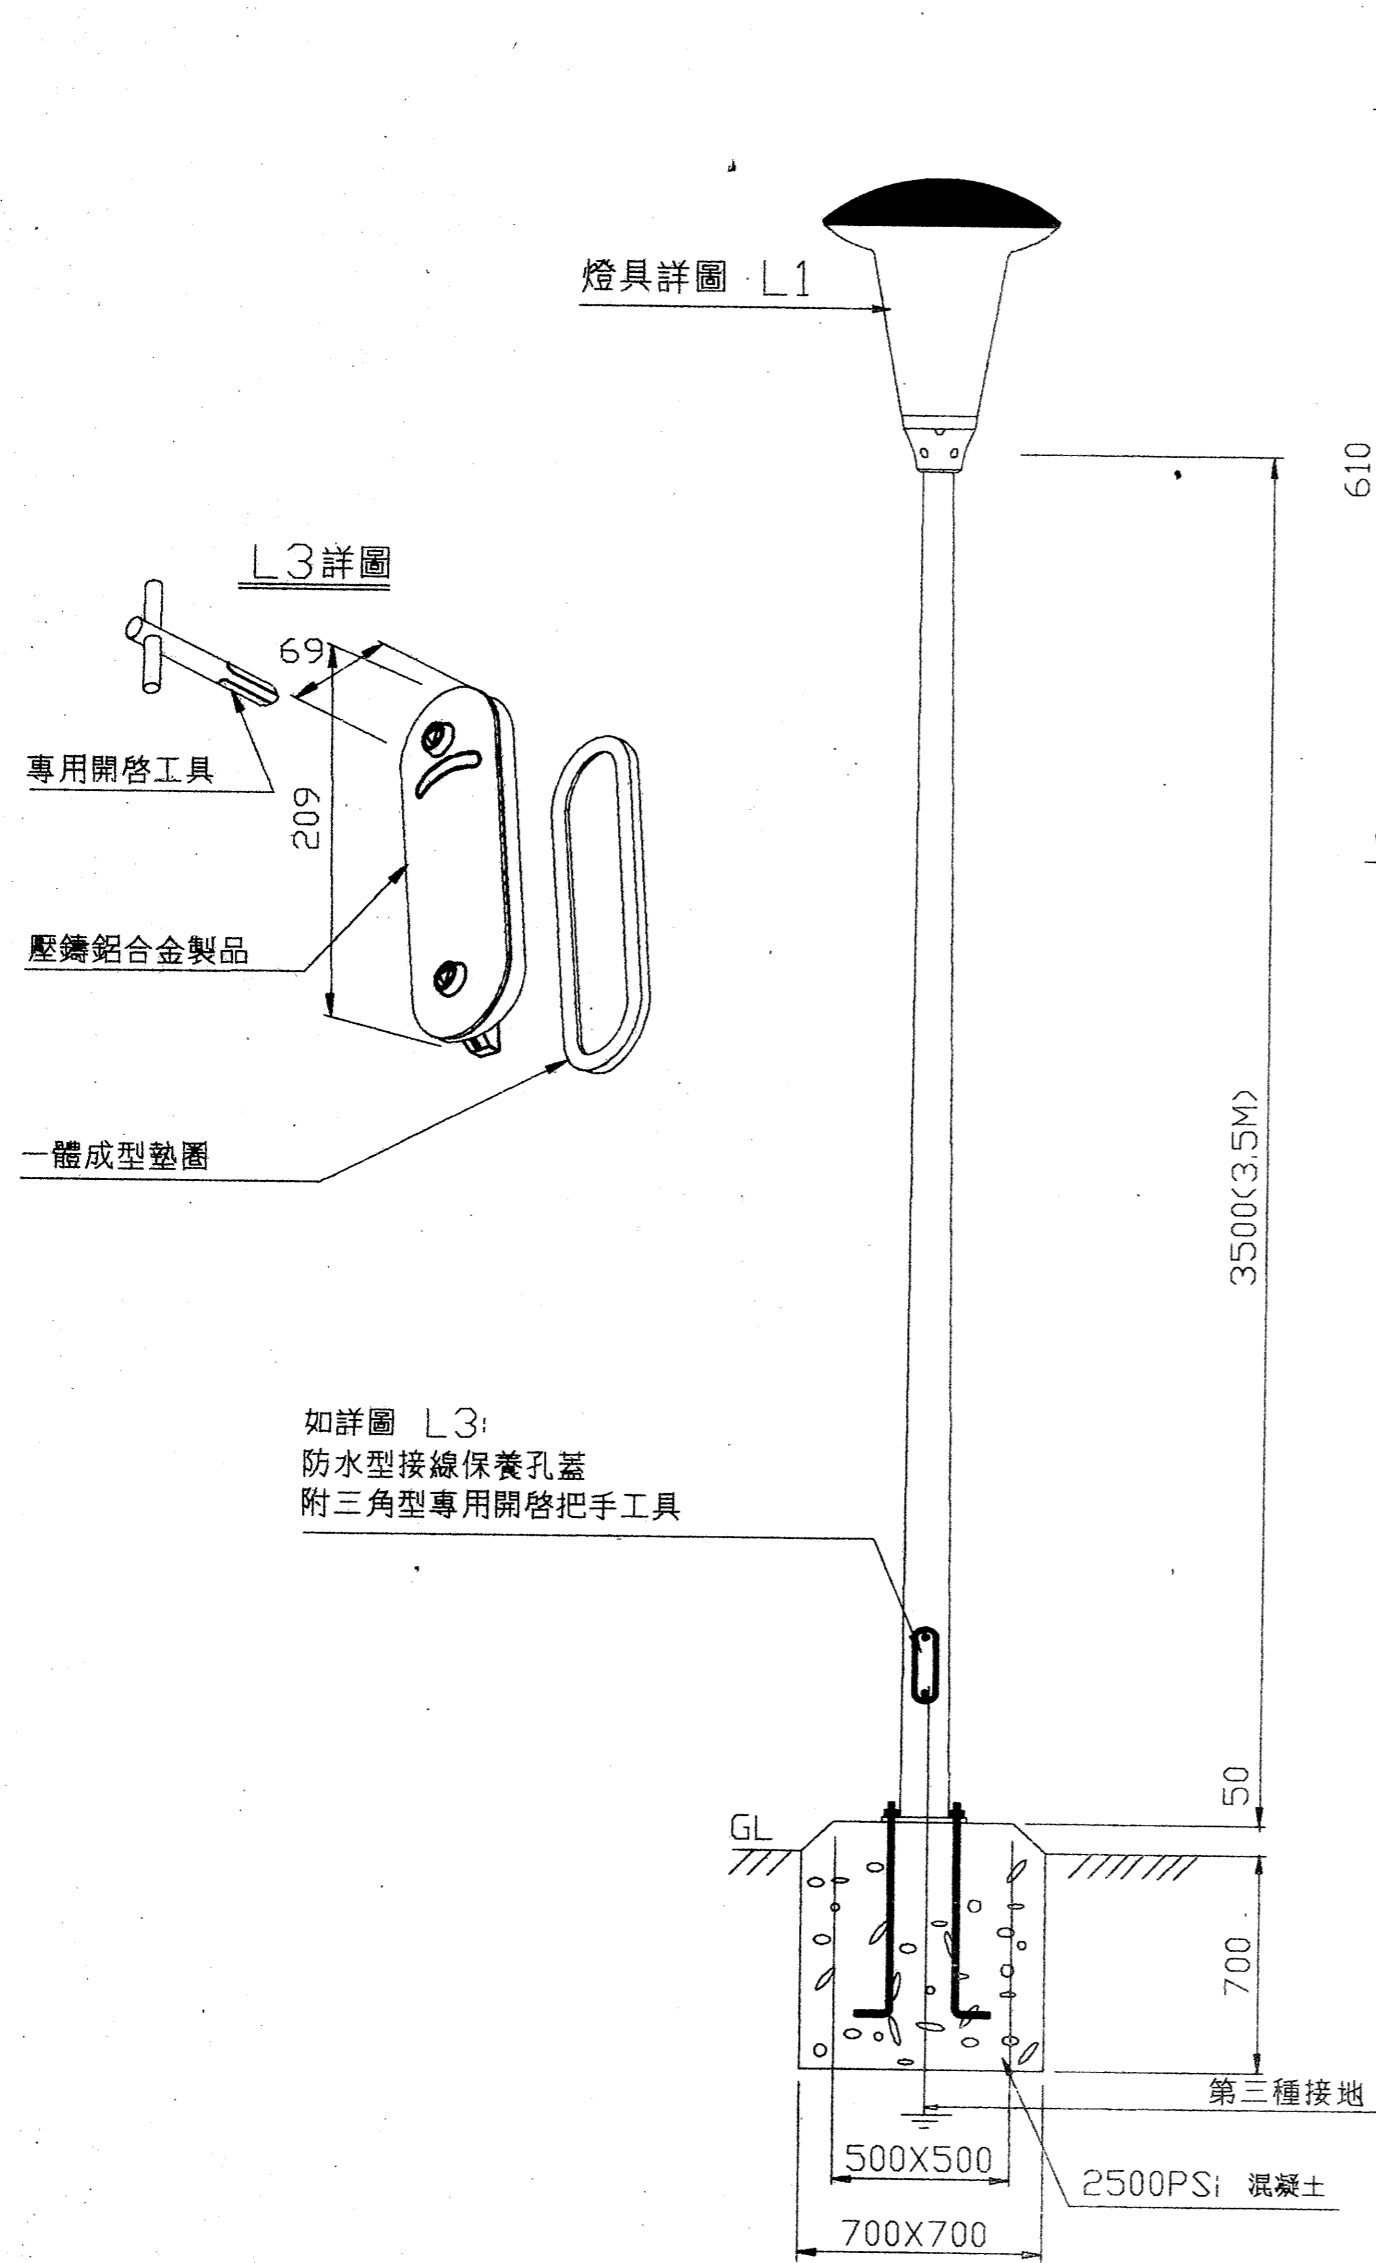 燈具詳圖 L1
610
L3詳圖
69
專用開啓工具
209
壓鑄鋁合金製品
一體成型墊圈
3500(3.5M)
如詳圖 L3:
防水型接線保養孔蓋
附三角型專用開啓把手工具
50
GL
700
第三種接地
500X500
2500PSi 混凝土
700X700